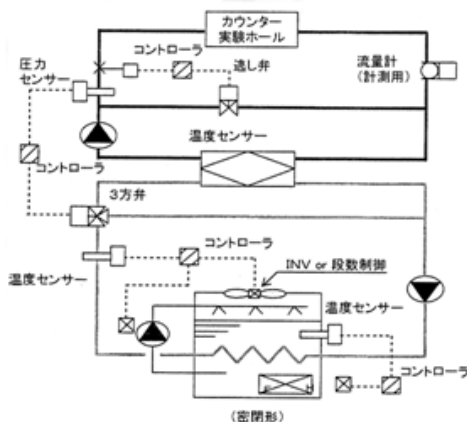 カウンター
実験ホール
コントローラ
圧力
センサー
逃し弁
流量計
(計測用)
温度センサー
コントローラ
3方弁
コントローラ
INV or 段数制御
温度センサー
温度センサー
コントローラ
(密閉形)